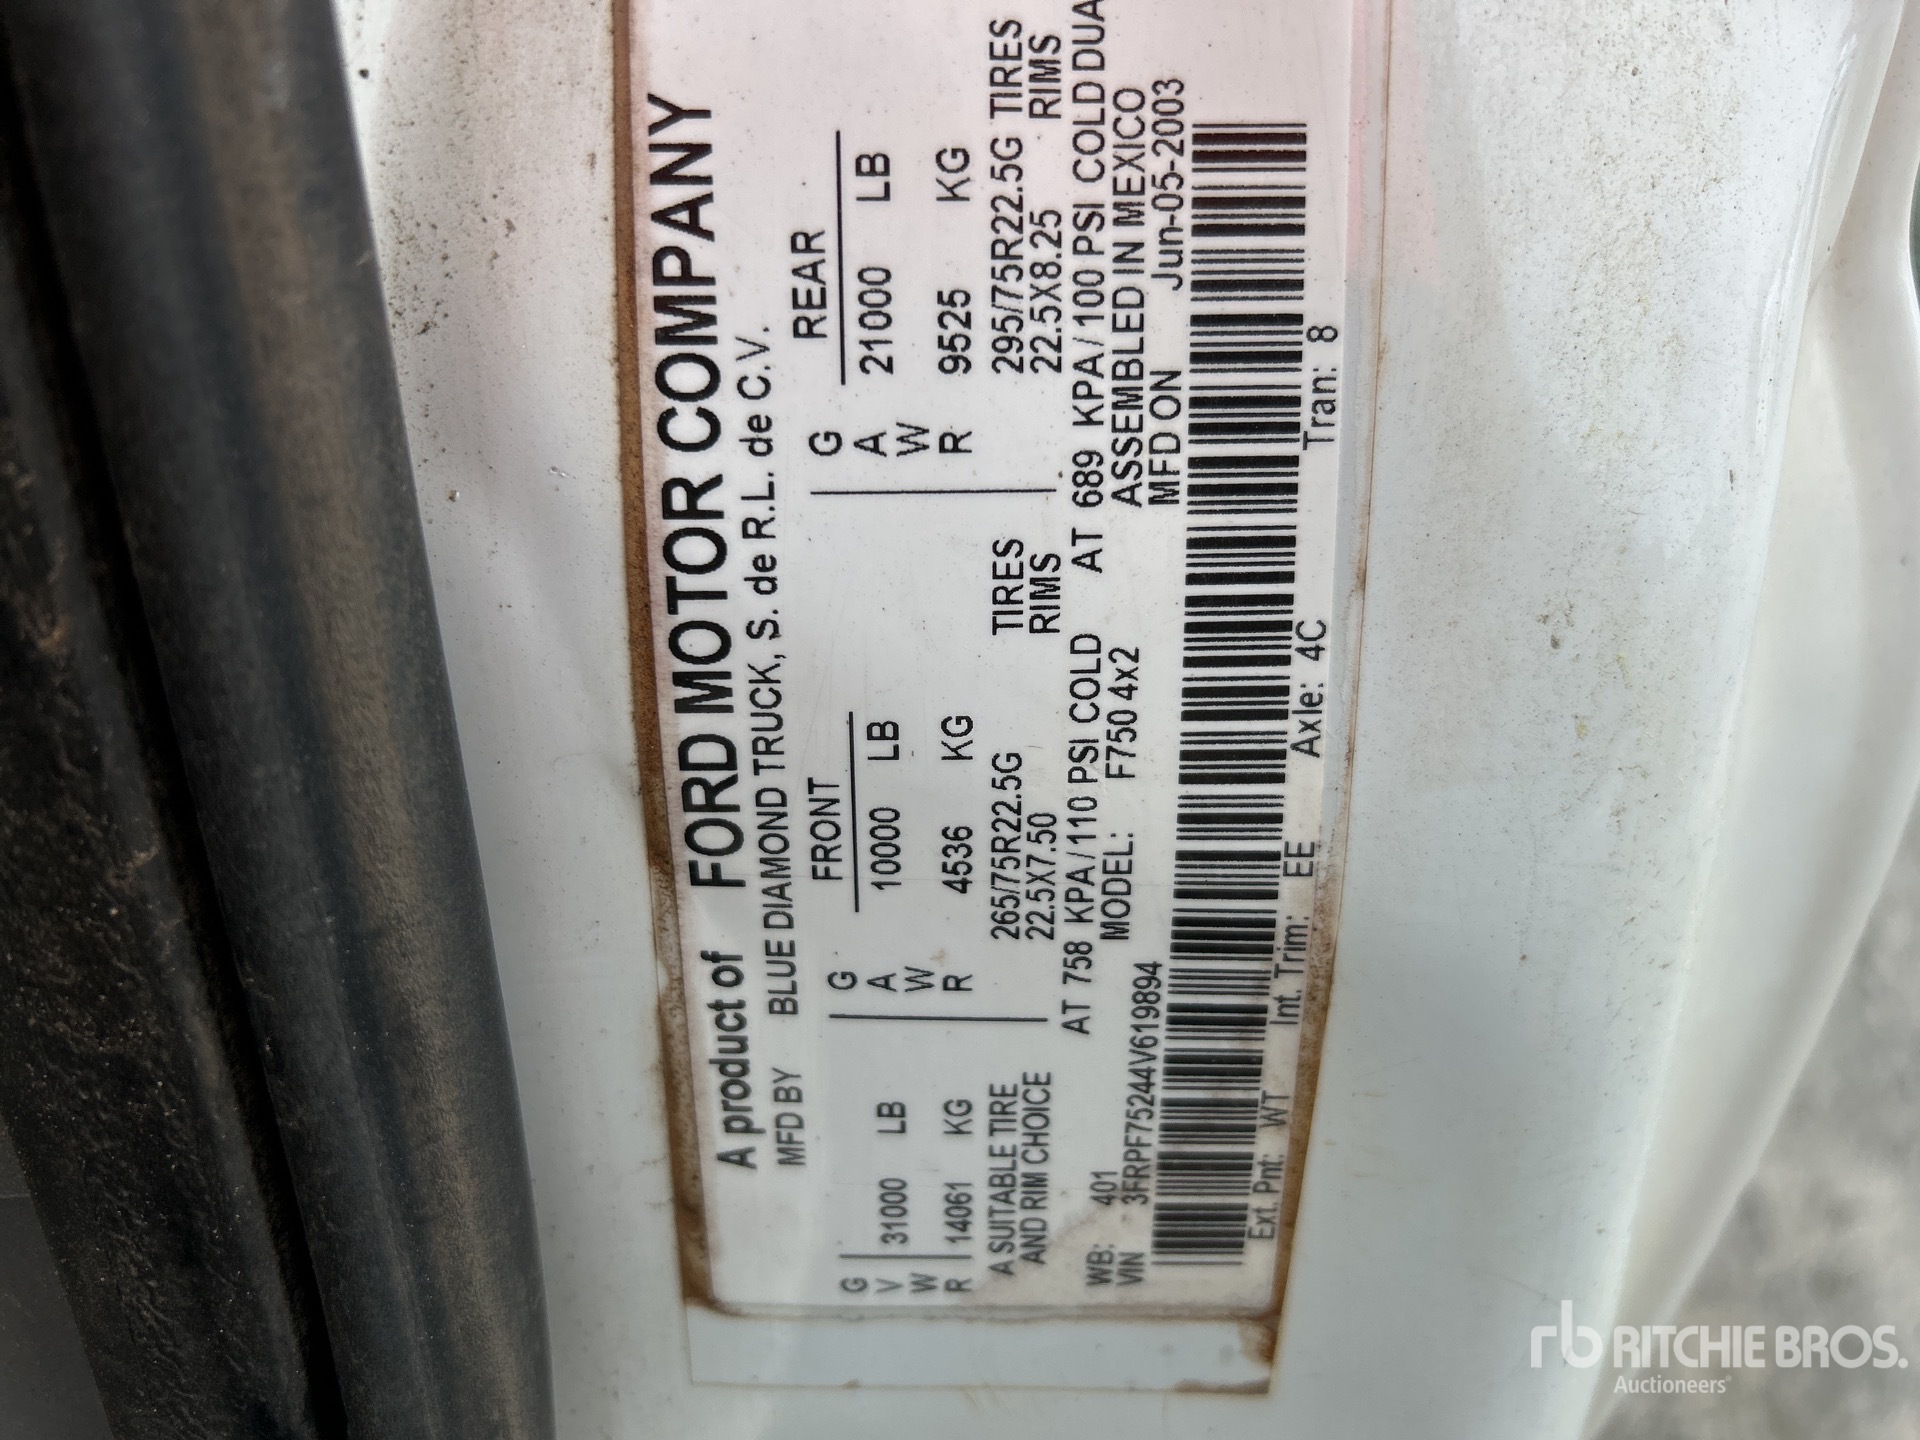 A product of FORD MOTOR COMPANY
MFD BY BLUE DIAMOND TRUCK, S. de R.L. de C.V.
GVWR 31000 LB
14061 KG
GAWR FRONT
10000 LB
4536 KG
GAWR REAR
21000 LB
9525 KG
A SUITABLE TIRE 265/75R22.5G TIRES 295/75R22.5G TIRES
AND RIM CHOICE 22.5X7.50 RIMS 22.5X8.25 RIMS
AT 758 KPA/110 PSI COLD AT 689 KPA/100 PSI COLD DUA
WB: 401 MODEL: F750 4x2 ASSEMBLED IN MEXICO
VIN 3FRPF75244V619894 MFD ON Jun-05-2003
Ext. Pnt: WT Int. Trim: EE Axle: 4C Tran: 8
rb RITCHIE BROS.
Auctioneers